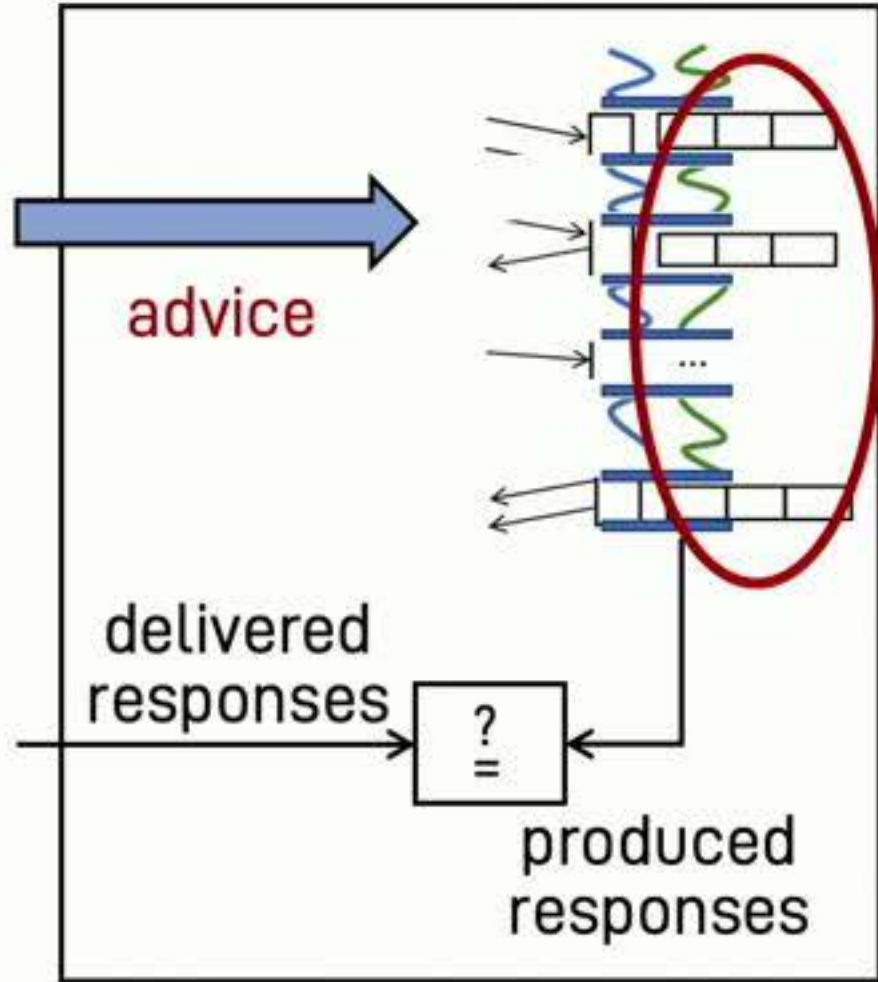 advice
...
delivered
responses
?
=
produced
responses